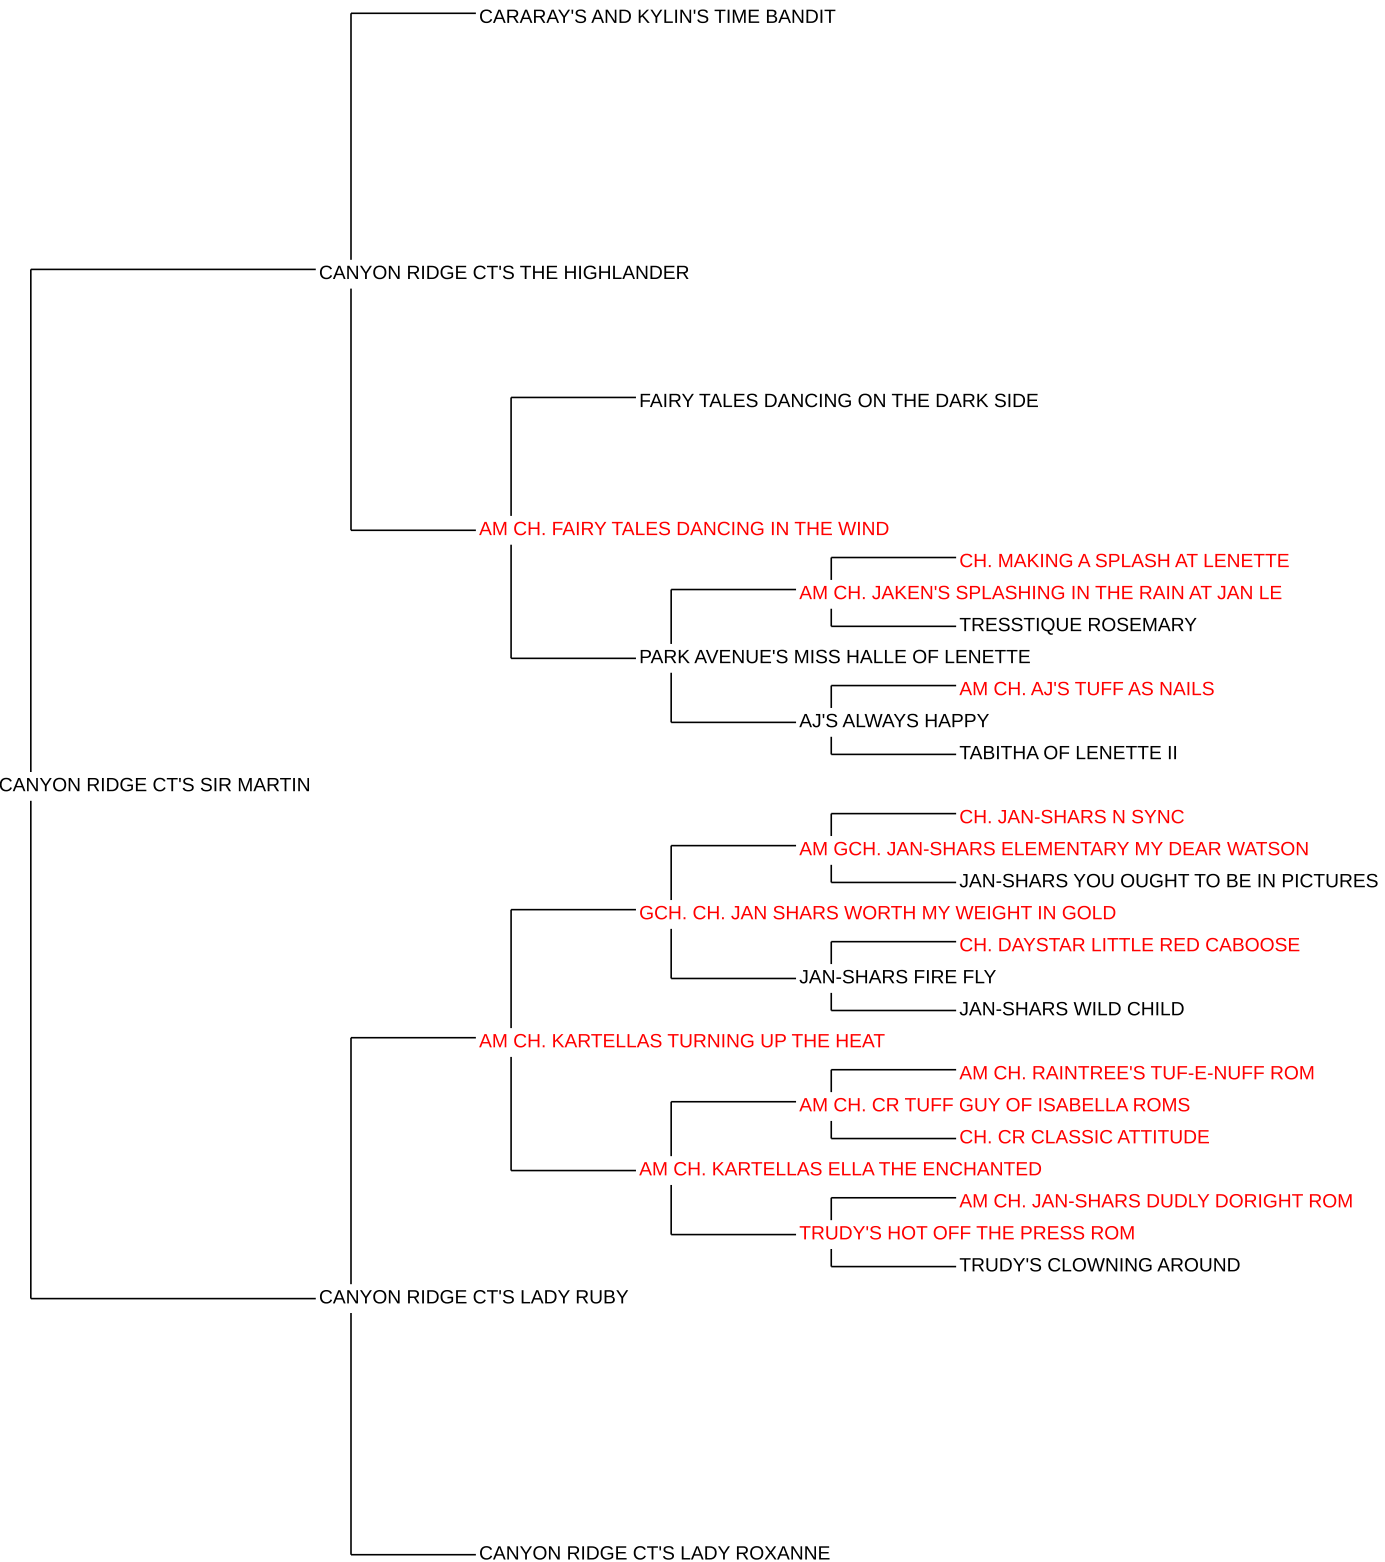 CARARAY'S AND KYLIN'S TIME BANDIT
CANYON RIDGE CT'S THE HIGHLANDER
FAIRY TALES DANCING ON THE DARK SIDE
AM CH. FAIRY TALES DANCING IN THE WIND
CH. MAKING A SPLASH AT LENETTE
AM CH. JAKEN'S SPLASHING IN THE RAIN AT JAN LE
TRESSTIQUE ROSEMARY
PARK AVENUE'S MISS HALLE OF LENETTE
AM CH. AJ'S TUFF AS NAILS
AJ'S ALWAYS HAPPY
TABITHA OF LENETTE II
CANYON RIDGE CT'S SIR MARTIN
CH. JAN-SHARS N SYNC
AM GCH. JAN-SHARS ELEMENTARY MY DEAR WATSON
JAN-SHARS YOU OUGHT TO BE IN PICTURES
GCH. CH. JAN SHARS WORTH MY WEIGHT IN GOLD
CH. DAYSTAR LITTLE RED CABOOSE
JAN-SHARS FIRE FLY
JAN-SHARS WILD CHILD
AM CH. KARTELLAS TURNING UP THE HEAT
AM CH. RAINTREE'S TUF-E-NUFF ROM
AM CH. CR TUFF GUY OF ISABELLA ROMS
CH. CR CLASSIC ATTITUDE
AM CH. KARTELLAS ELLA THE ENCHANTED
AM CH. JAN-SHARS DUDLY DORIGHT ROM
TRUDY'S HOT OFF THE PRESS ROM
TRUDY'S CLOWNING AROUND
CANYON RIDGE CT'S LADY RUBY
CANYON RIDGE CT'S LADY ROXANNE